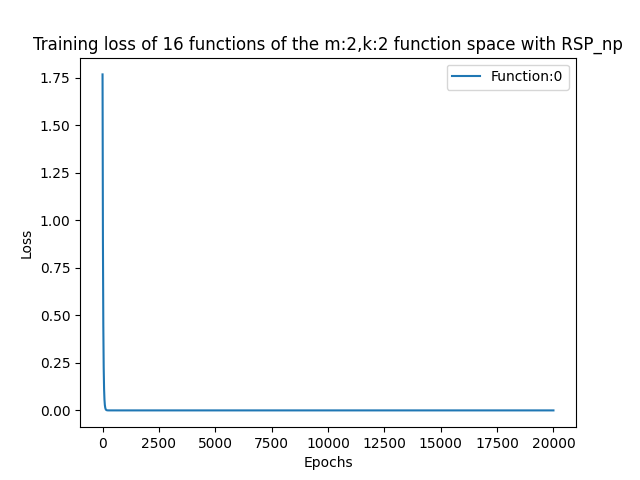 Training loss of 16 functions of the m:2,k:2 function space with RSP_np
Function:0
Loss
1.75
1.50
1.25
1.00
0.75
0.50
0.25
0.00
0 2500 5000 7500 10000 12500 15000 17500 20000
Epochs